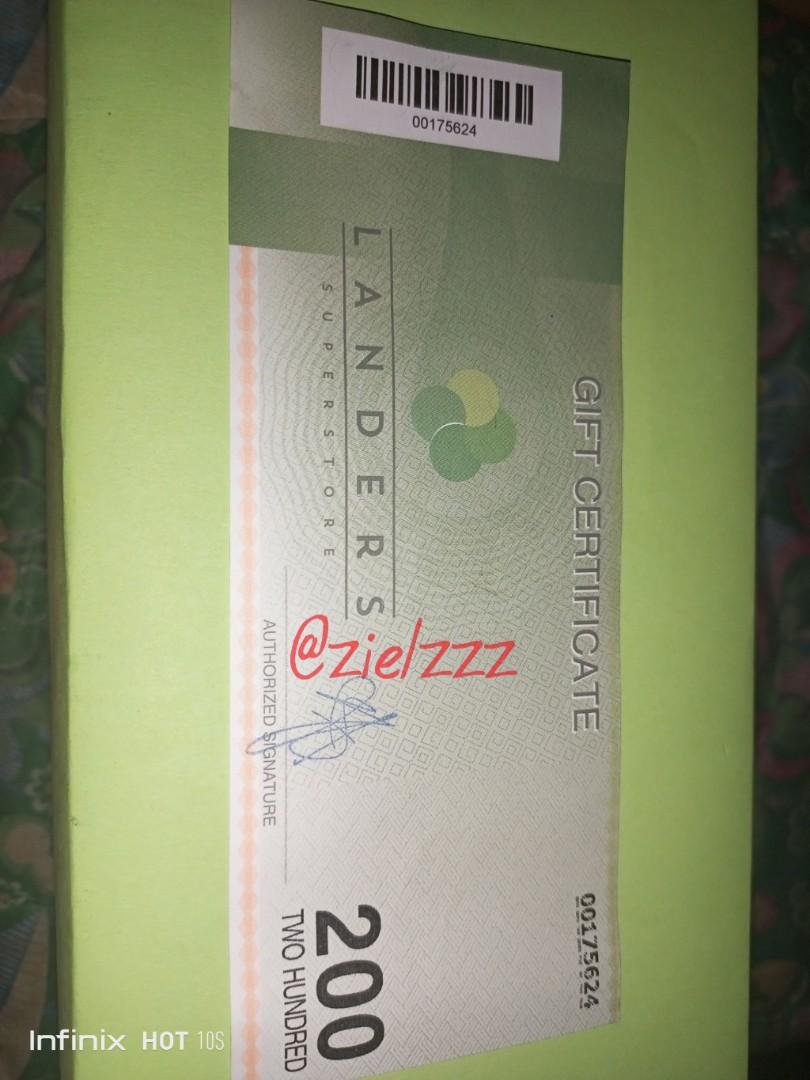 GIFT CERTIFICATE
00175624
00175624
LANDERS
SUPERSTORE
@zielzzz
AUTHORIZED SIGNATURE
200
TWO HUNDRED
Infinix HOT 10S